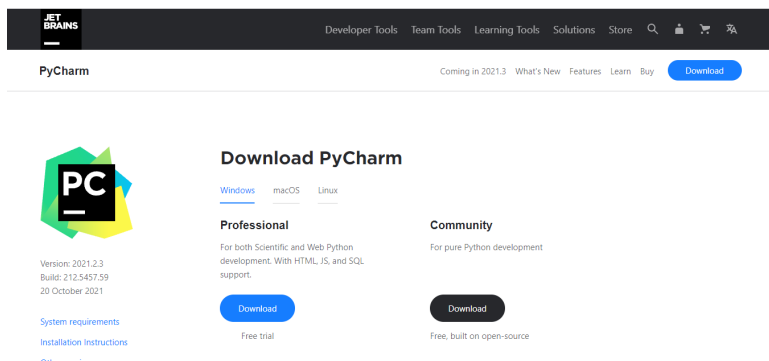 JET
BRAINS
Developer Tools Team Tools Learning Tools Solutions Store
PyCharm
Coming in 2021.3 What's New Features Learn Buy Download
PC
Download PyCharm
Windows macOS Linux
Professional
For both Scientific and Web Python
development. With HTML, JS, and SQL
support.
Download
Free trial
Community
For pure Python development
Download
Free, built on open-source
Version: 2021.2.3
Build: 212.5457.59
20 October 2021
System requirements
Installation Instructions